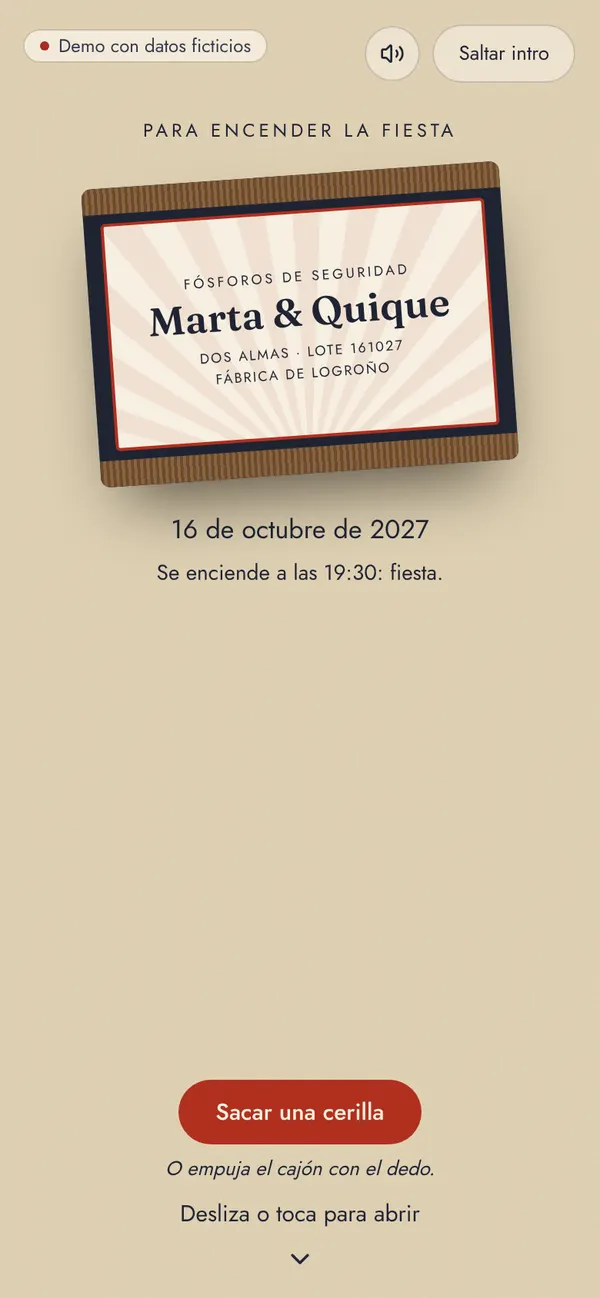 Demo con datos ficticios
Saltar intro
PARA ENCENDER LA FIESTA
FÓSFOROS DE SEGURIDAD
Marta & Quique
DOS ALMAS · LOTE 161027
FÁBRICA DE LOGROÑO
16 de octubre de 2027
Se enciende a las 19:30: fiesta.
Sacar una cerilla
O empuja el cajón con el dedo.
Desliza o toca para abrir